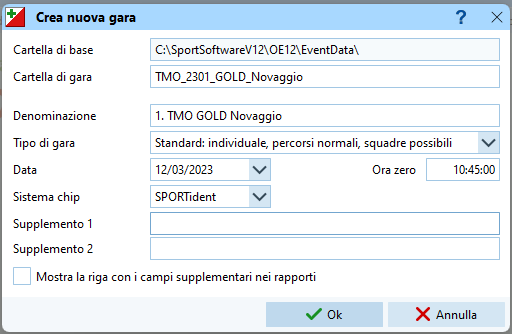 Crea nuova gara ?
Cartella di base C:\SportSoftwareV12\OE12\EventData\
Cartella di gara TMO_2301_GOLD_Novaggio
Denominazione 1. TMO GOLD Novaggio
Tipo di gara Standard: individuale, percorsi normali, squadre possibili
Data 12/03/2023 Ora zero 10:45:00
Sistema chip SPORTident
Supplemento 1
Supplemento 2
Mostra la riga con i campi supplementari nei rapporti
Ok Annulla